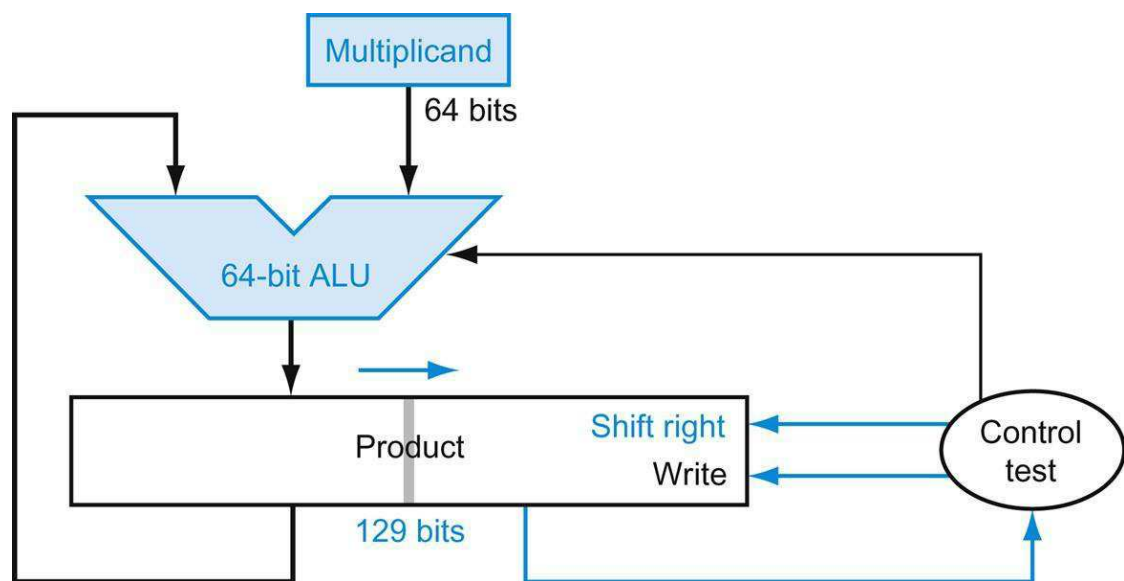 Multiplicand
64 bits
64-bit ALU
Product
Shift right
Write
129 bits
Control
test